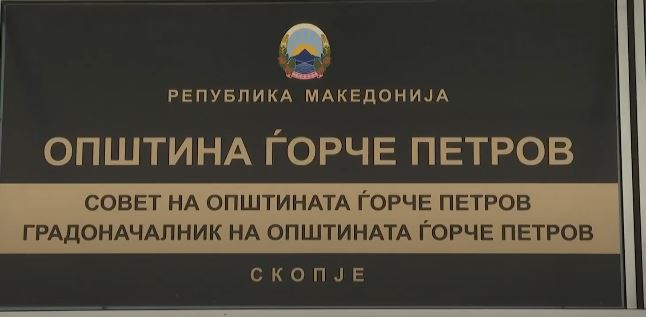 РЕПУБЛИКА МАКЕДОНИЈА
ОПШТИНА ЃОРЧЕ ПЕТРОВ
СОВЕТ НА ОПШТИНАТА ЃОРЧЕ ПЕТРОВ
ГРАДОНАЧАЛНИК НА ОПШТИНАТА ЃОРЧЕ ПЕТРОВ
СКОПЈЕ